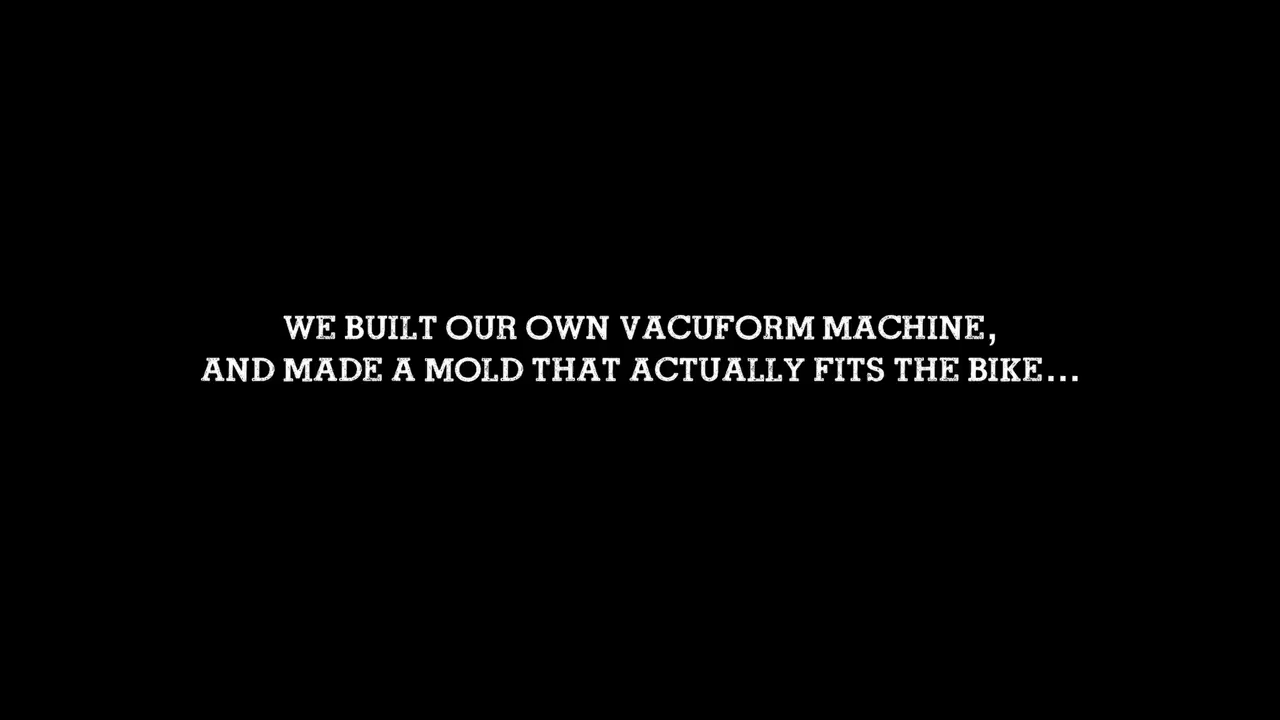 WE BUILT OUR OWN VACUFORM MACHINE,
AND MADE A MOLD THAT ACTUALLY FITS THE BIKE...